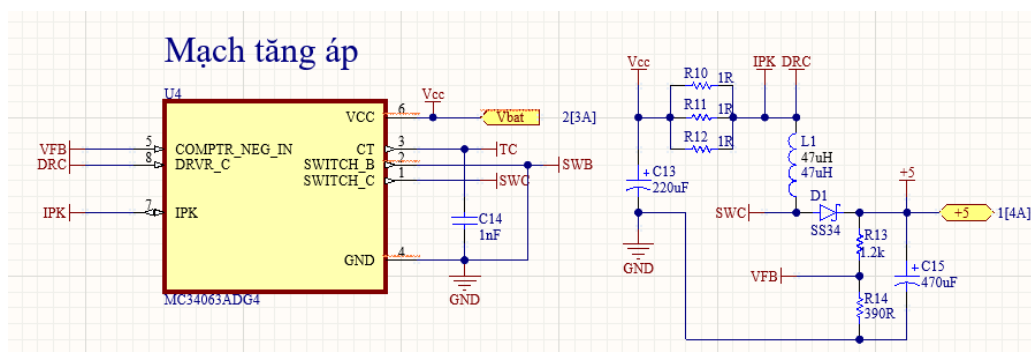 Mạch tăng áp
U4
VCC 6
Vcc
Vbat 2[3A]
VFB 5 COMPTR_NEG_IN
DRC 8 DRVR_C
IPK 7 IPK
CT 3 TC
SWITCH_B 2 SWB
SWITCH_C 1 SWC
C14
1nF
GND 4
GND
MC34063ADG4
Vcc
R10 1R
R11 1R
R12 1R
IPK DRC
L1
47uH
47uH
+ C13
220uF
GND
SWC
D1
SS34
+5
+5 1[4A]
R13
1.2k
VFB
R14
390R
+ C15
470uF